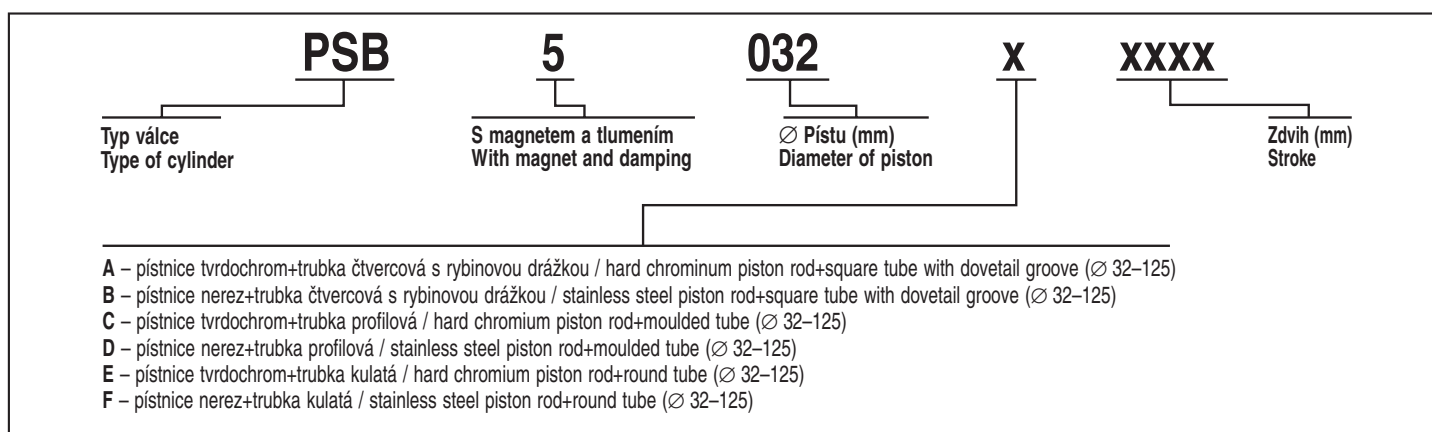 PSB 5 032 x xxxx
Typ válce S magnetem a tlumením ∅ Pístu (mm) Zdvih (mm)
Type of cylinder With magnet and damping Diameter of piston Stroke
A – pístnice tvrdochrom+trubka čtvercová s rybinovou drážkou / hard chrominum piston rod+square tube with dovetail groove (∅ 32–125)
B – pístnice nerez+trubka čtvercová s rybinovou drážkou / stainless steel piston rod+square tube with dovetail groove (∅ 32–125)
C – pístnice tvrdochrom+trubka profilová / hard chromium piston rod+moulded tube (∅ 32–125)
D – pístnice nerez+trubka profilová / stainless steel piston rod+moulded tube (∅ 32–125)
E – pístnice tvrdochrom+trubka kulatá / hard chromium piston rod+round tube (∅ 32–125)
F – pístnice nerez+trubka kulatá / stainless steel piston rod+round tube (∅ 32–125)